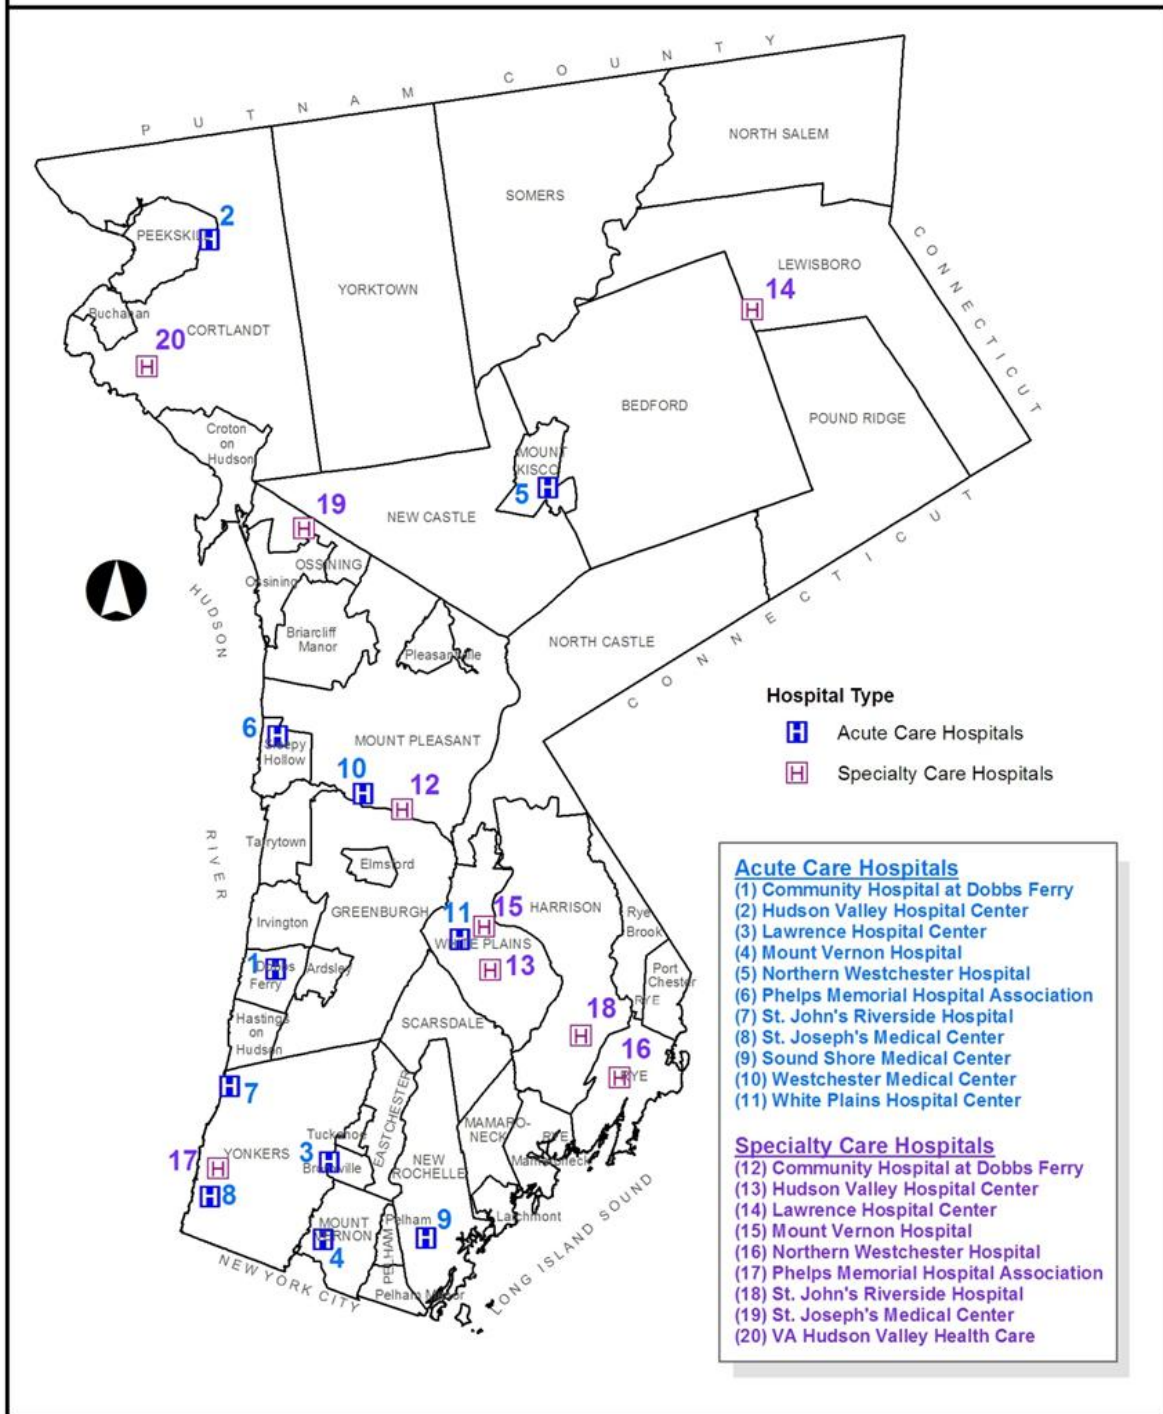 PUTNAM COUNTY
NORTH SALEM
SOMERS
2
PEEKSKILL
LEWISBORO
CONNECTICUT
YORKTOWN
14
Buchanan
CORTLANDT
20
BEDFORD
POUND RIDGE
Croton
on
Hudson
MOUNT
KISCO
5
19
NEW CASTLE
OSSINING
Ossining
HUDSON
Briarcliff
Manor
Pleasantville
NORTH CASTLE
CONNECTICUT
Hospital Type
Acute Care Hospitals
Specialty Care Hospitals
6
Sleepy
Hollow
MOUNT PLEASANT
10
12
RIVER
Tarrytown
Elmsford
Irvington
GREENBURGH
11
15
HARRISON
Rye
Brook
WHITE PLAINS
1
Dobbs
Ferry
Ardsley
13
Port
Chester
RYE
Hastings
on
Hudson
SCARSDALE
18
16
RYE
7
EASTCHESTER
MAMARO-
NECK
Tuckahoe
RYE
YONKERS
17
3
Bronxville
NEW
ROCHELLE
Mamaroneck
8
MOUNT
VERNON
4
Pelham
PELHAM
9
Larchmont
Pelham Manor
NEW YORK CITY
LONG ISLAND SOUND
Acute Care Hospitals
(1) Community Hospital at Dobbs Ferry
(2) Hudson Valley Hospital Center
(3) Lawrence Hospital Center
(4) Mount Vernon Hospital
(5) Northern Westchester Hospital
(6) Phelps Memorial Hospital Association
(7) St. John's Riverside Hospital
(8) St. Joseph's Medical Center
(9) Sound Shore Medical Center
(10) Westchester Medical Center
(11) White Plains Hospital Center
Specialty Care Hospitals
(12) Community Hospital at Dobbs Ferry
(13) Hudson Valley Hospital Center
(14) Lawrence Hospital Center
(15) Mount Vernon Hospital
(16) Northern Westchester Hospital
(17) Phelps Memorial Hospital Association
(18) St. John's Riverside Hospital
(19) St. Joseph's Medical Center
(20) VA Hudson Valley Health Care